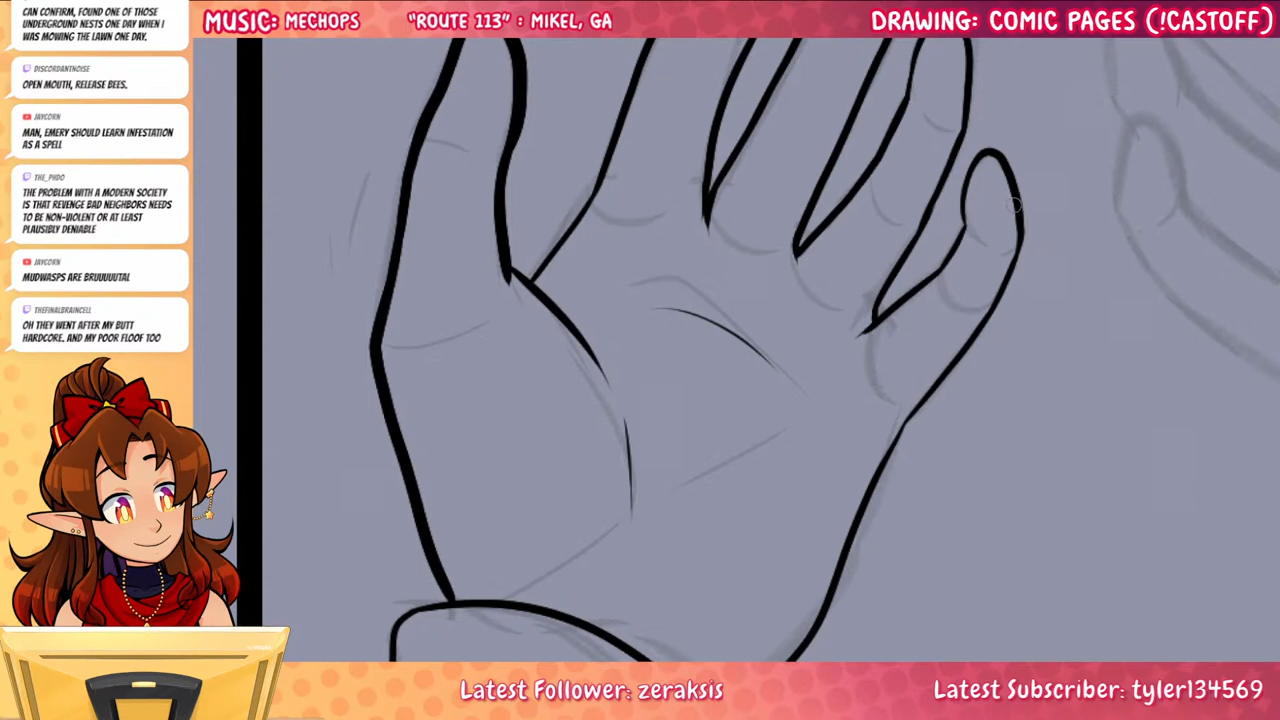 MUSIC: MECHOPS
"ROUTE 113" : MIKEL, GA
DRAWING: COMIC PAGES (!CASTOFF)
CAN CONFIRM, FOUND ONE OF THOSE
UNDERGROUND NESTS ONE DAY WHEN I
WAS MOWING THE LAWN ONE DAY.
DISCORDANTNOISE
OPEN MOUTH, RELEASE BEES.
JAYCORN
MAN, EMERY SHOULD LEARN INFESTATION
AS A SPELL
THE_PHDO
THE PROBLEM WITH A MODERN SOCIETY
IS THAT REVENGE BAD NEIGHBORS NEEDS
TO BE NON-VIOLENT OR AT LEAST
PLAUSIBLY DENIABLE
JAYCORN
MUDWASPS ARE BRUUUUUTAL
THEFINALBRAINCELL
OH THEY WENT AFTER MY BUTT
HARDCORE. AND MY POOR FLOOF TOO
Latest Follower: zeraksis
Latest Subscriber: tyler134569